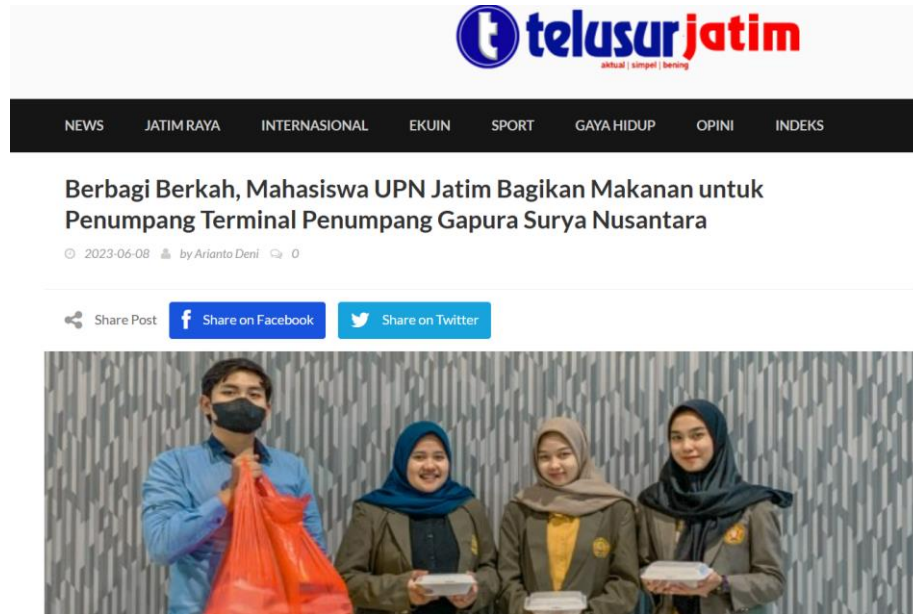 t telusur jatim
aktual | simpel | bening
NEWS JATIM RAYA INTERNASIONAL EKUIN SPORT GAYA HIDUP OPINI INDEKS
Berbagi Berkah, Mahasiswa UPN Jatim Bagikan Makanan untuk
Penumpang Terminal Penumpang Gapura Surya Nusantara
2023-06-08 by Arianto Deni 0
Share Post f Share on Facebook Share on Twitter